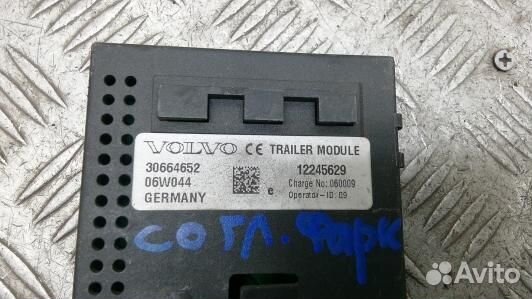 VOLVO CE TRAILER MODULE
30664652 12245629
06W044 e Charge No: 060009
GERMANY Operator-ID: 09
согл. Фарк
Avito